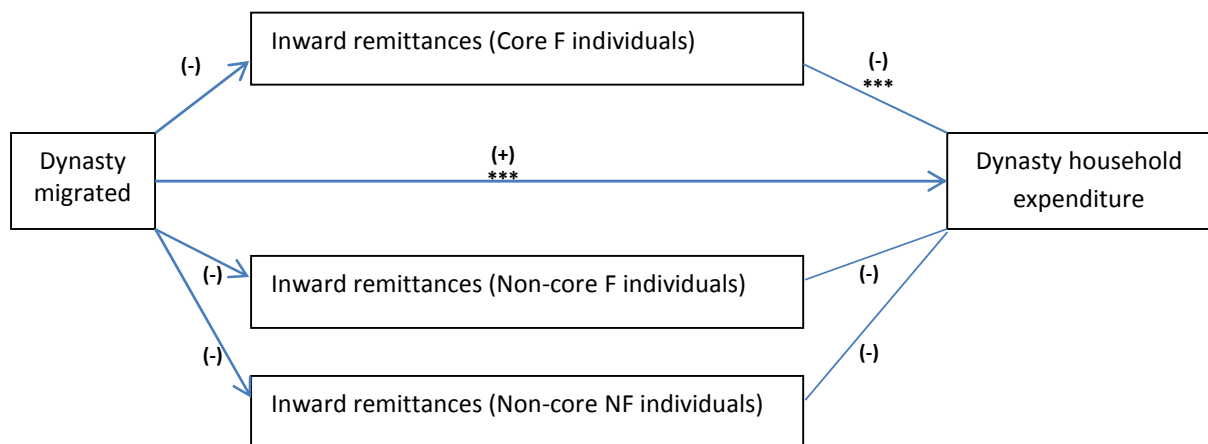 Inward remittances (Core F individuals)
(-)
(-)
***
Dynasty
migrated
(+)
***
Dynasty household
expenditure
Inward remittances (Non-core F individuals)
(-)
(-)
Inward remittances (Non-core NF individuals)
(-)
(-)